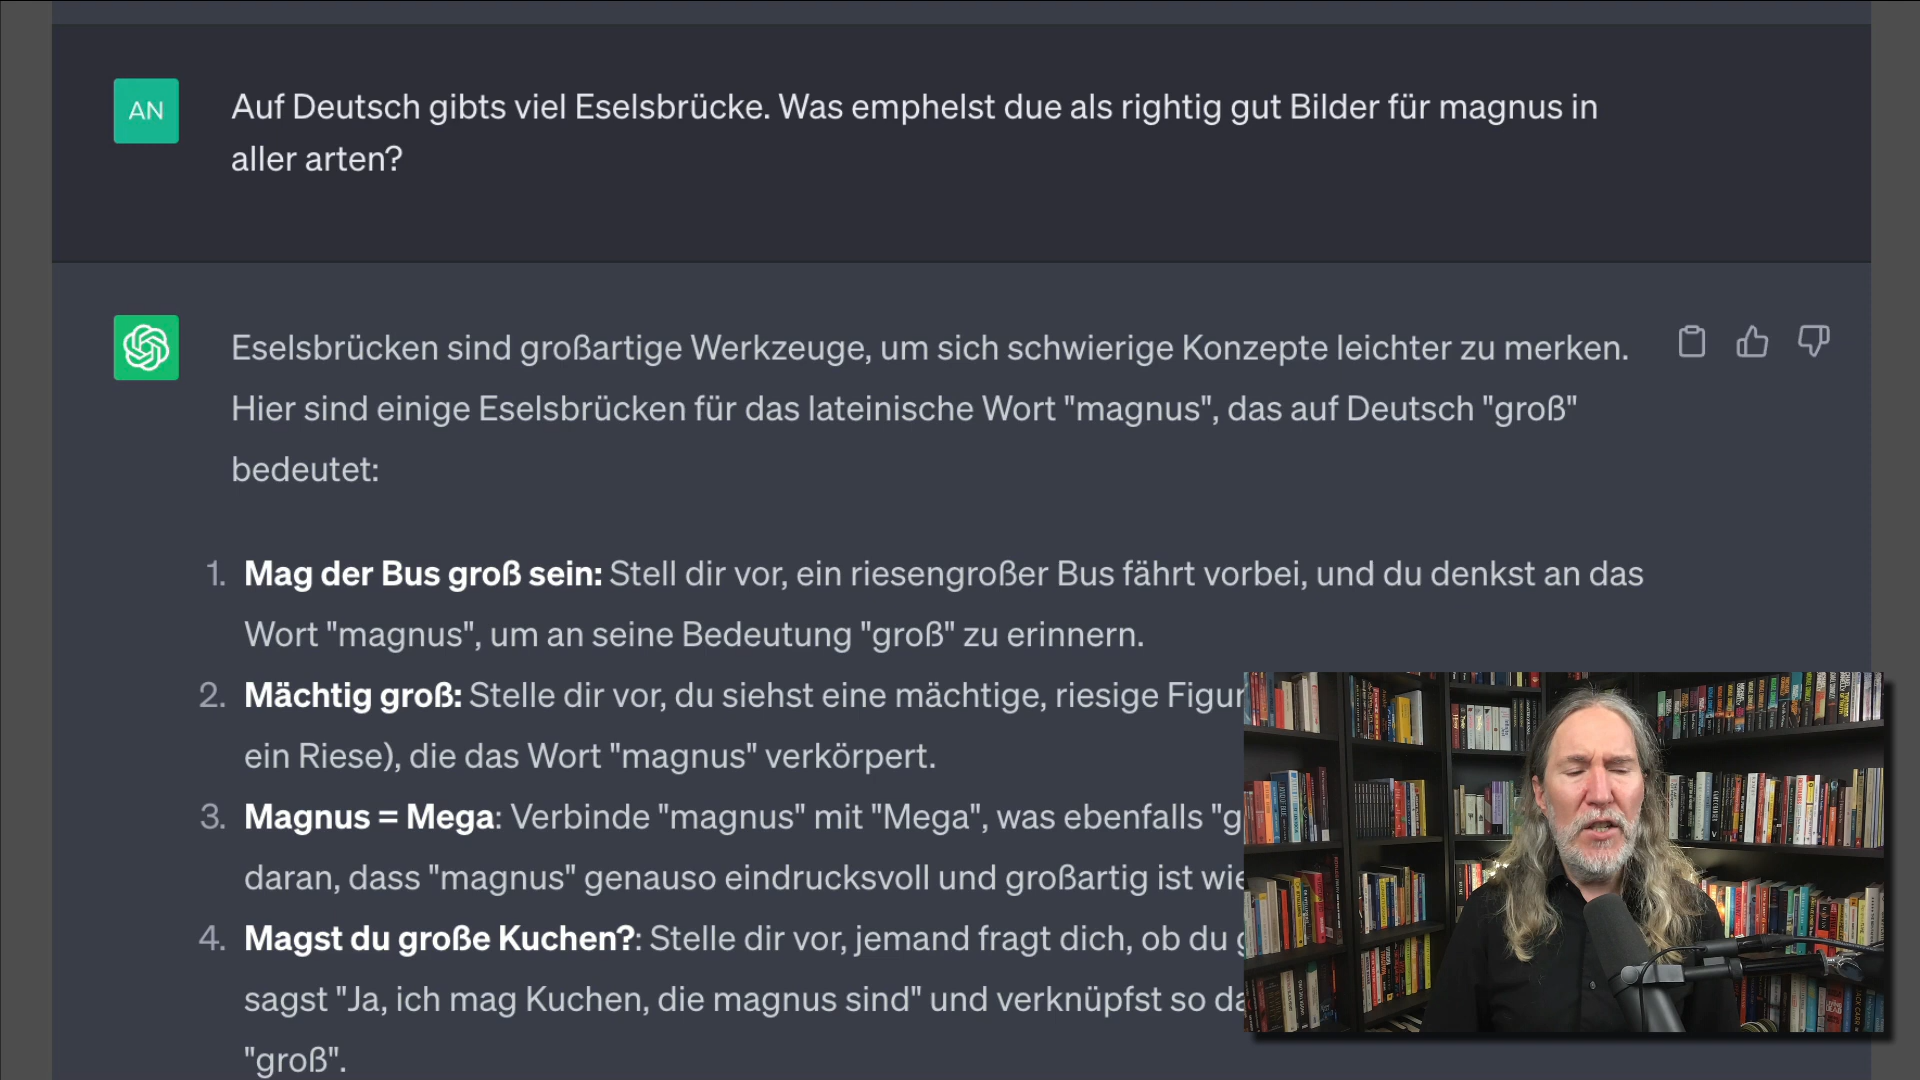 AN
Auf Deutsch gibts viel Eselsbrücke. Was emphelst due als rightig gut Bilder für magnus in
aller arten?
Eselsbrücken sind großartige Werkzeuge, um sich schwierige Konzepte leichter zu merken.
Hier sind einige Eselsbrücken für das lateinische Wort "magnus", das auf Deutsch "groß"
bedeutet:
1. Mag der Bus groß sein: Stell dir vor, ein riesengroßer Bus fährt vorbei, und du denkst an das
Wort "magnus", um an seine Bedeutung "groß" zu erinnern.
2. Mächtig groß: Stelle dir vor, du siehst eine mächtige, riesige Figur
ein Riese), die das Wort "magnus" verkörpert.
3. Magnus = Mega: Verbinde "magnus" mit "Mega", was ebenfalls "g
daran, dass "magnus" genauso eindrucksvoll und großartig ist wie
4. Magst du große Kuchen?: Stelle dir vor, jemand fragt dich, ob du g
sagst "Ja, ich mag Kuchen, die magnus sind" und verknüpfst so da
"groß".